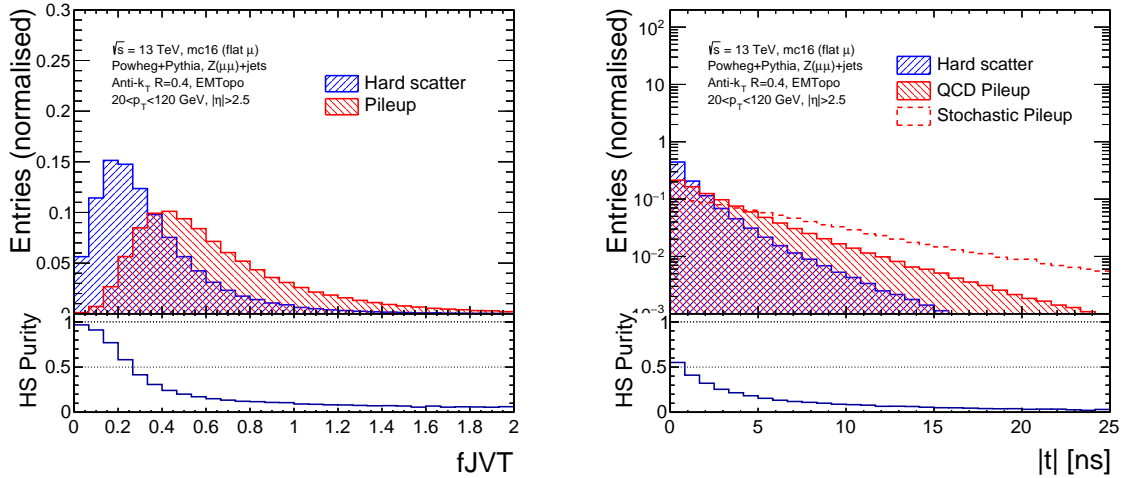 Entries (normalised)
0.3
0.25
0.2
0.15
0.1
0.05
0
√s = 13 TeV, mc16 (flat μ)
Powheg+Pythia, Z(μμ)+jets
Anti-k_T R=0.4, EMTopo
20<p_T<120 GeV, |η|>2.5
Hard scatter
Pileup
HS Purity
1
0.5
0
0 0.2 0.4 0.6 0.8 1 1.2 1.4 1.6 1.8 2
fJVT
Entries (normalised)
10²
10
1
10⁻¹
10⁻²
10⁻³
√s = 13 TeV, mc16 (flat μ)
Powheg+Pythia, Z(μμ)+jets
Anti-k_T R=0.4, EMTopo
20<p_T<120 GeV, |η|>2.5
Hard scatter
QCD Pileup
Stochastic Pileup
HS Purity
1
0.5
0
0 5 10 15 20 25
|t| [ns]